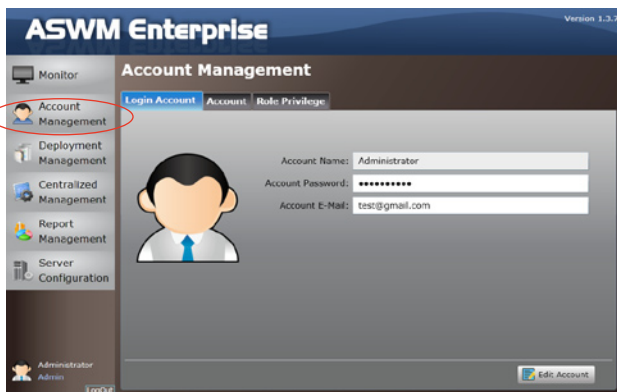 ASWM Enterprise
Version 1.3.7
Monitor
Account
Management
Deployment
Management
Centralized
Management
Report
Management
Server
Configuration
Administrator
Admin
LogOut
Account Management
Login Account Account Role Privilege
Account Name: Administrator
Account Password: ••••••••••
Account E-Mail: test@gmail.com
Edit Account